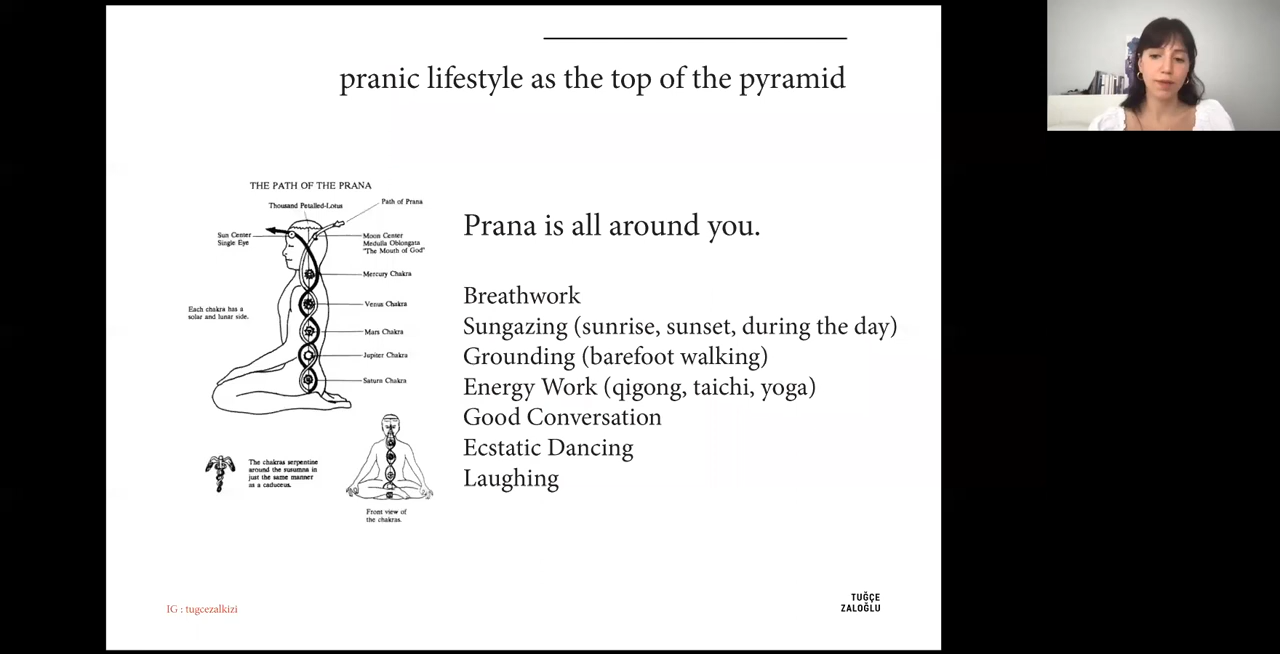 pranic lifestyle as the top of the pyramid
THE PATH OF THE PRANA
Thousand Petalled-Lotus
Path of Prana
Sun Center
Single Eye
Moon Center
Medulla Oblongata
"The Mouth of God"
Mercury Chakra
Venus Chakra
Each chakra has a
solar and lunar side.
Mars Chakra
Jupiter Chakra
Saturn Chakra
The chakras serpentine
around the susumna in
just the same manner
as a caduceus.
Front view of
the chakras.
Prana is all around you.
Breathwork
Sungazing (sunrise, sunset, during the day)
Grounding (barefoot walking)
Energy Work (qigong, taichi, yoga)
Good Conversation
Ecstatic Dancing
Laughing
IG : tugcezalkizi
TUĞÇE
ZALOĞLU